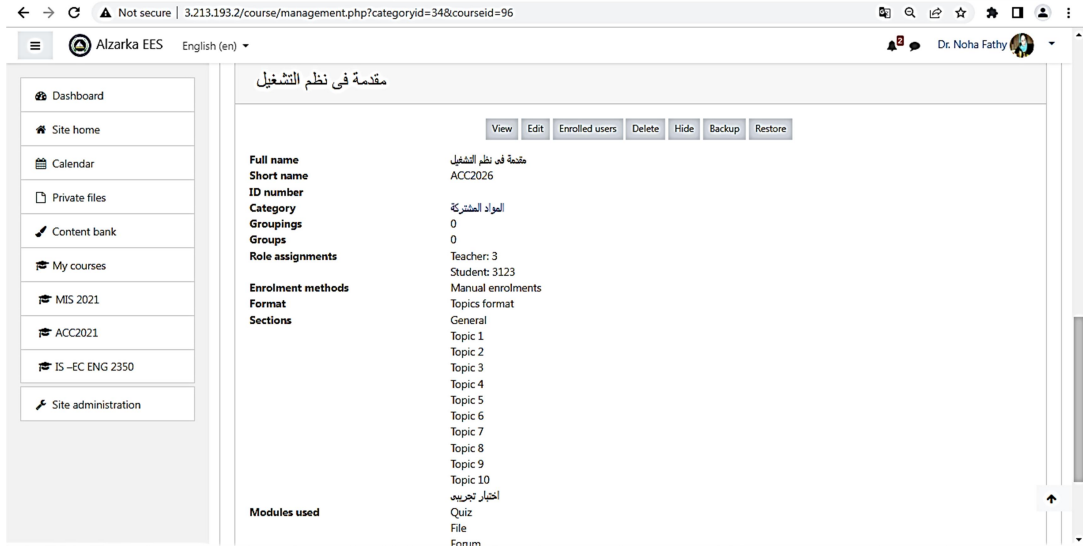 Not secure 3.213.193.2/course/management.php?categoryid=34&courseid=96
Alzarka EES English (en) 2 Dr. Noha Fathy
Dashboard
Site home
Calendar
Private files
Content bank
My courses
MIS 2021
ACC2021
IS –EC ENG 2350
Site administration
مقدمة فى نظم التشغيل
View Edit Enrolled users Delete Hide Backup Restore
Full name مقدمة فى نظم التشغيل
Short name ACC2026
ID number
Category المواد المشتركة
Groupings 0
Groups 0
Role assignments Teacher: 3
Student: 3123
Enrolment methods Manual enrolments
Format Topics format
Sections General
Topic 1
Topic 2
Topic 3
Topic 4
Topic 5
Topic 6
Topic 7
Topic 8
Topic 9
Topic 10
اختبار تجريبى
Modules used Quiz
File
Forum